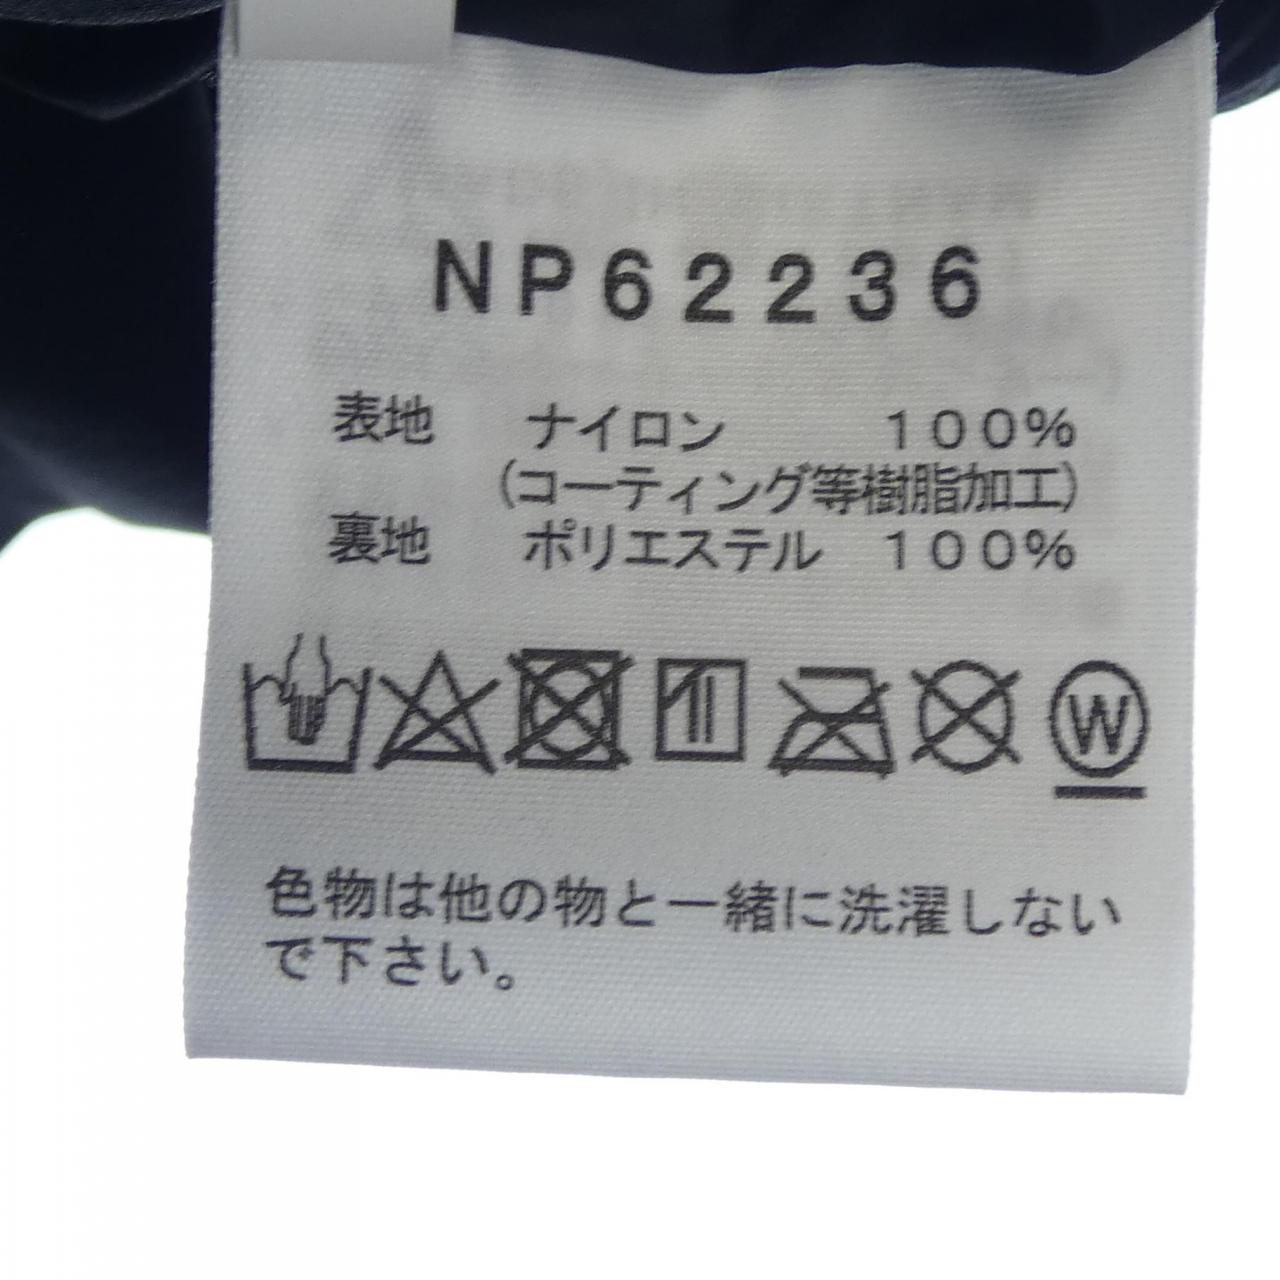 NP62236
表地 ナイロン 100%
(コーティング等樹脂加工)
裏地 ポリエステル 100%
W
色物は他の物と一緒に洗濯しない
で下さい。